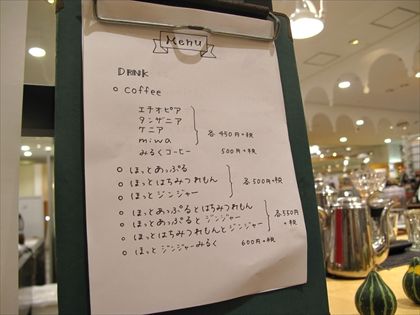 Menu
DRINK
○ Coffee
エチオピア
タンザニア
ケニア
miwa
各 450円+税
みるくコーヒー 500円+税
○ ほっとあっぷる
○ ほっとはちみつれもん
○ ほっとジンジャー
各 500円+税
○ ほっとあっぷるとはちみつれもん
○ ほっとあっぷると ジンジャー
○ ほっとはちみつれもんとジンジャー
各 550円
+税
○ ほっと ジンジャーみるく 600円+税